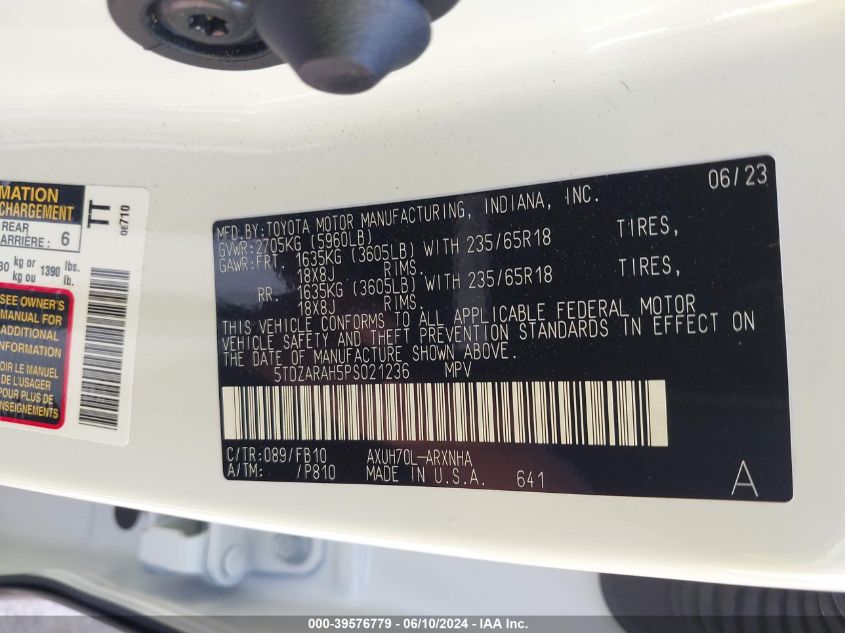 MATION
CHARGEMENT
REAR
ARRIÈRE: 6
kg or 1390 lbs.
kg ou lb.
SEE OWNER'S
MANUAL FOR
ADDITIONAL
INFORMATION
VOIR LE MANUEL
DE L'USAGER
POUR PLUS DE
TT
0E710
06/23
MFD.BY:TOYOTA MOTOR MANUFACTURING, INDIANA, INC.
GVWR:2705KG (5960LB)
GAWR:FRT. 1635KG (3605LB) WITH 235/65R18 TIRES,
18X8J RIMS.
RR. 1635KG (3605LB) WITH 235/65R18 TIRES,
18X8J RIMS.
THIS VEHICLE CONFORMS TO ALL APPLICABLE FEDERAL MOTOR
VEHICLE SAFETY AND THEFT PREVENTION STANDARDS IN EFFECT ON
THE DATE OF MANUFACTURE SHOWN ABOVE.
5TDZARAH5PS021236 MPV
C/TR:089/FB10 AXUH70L-ARXNHA
A/TM: /P810 MADE IN U.S.A. 641
A
000-39576779 - 06/10/2024 - IAA Inc.